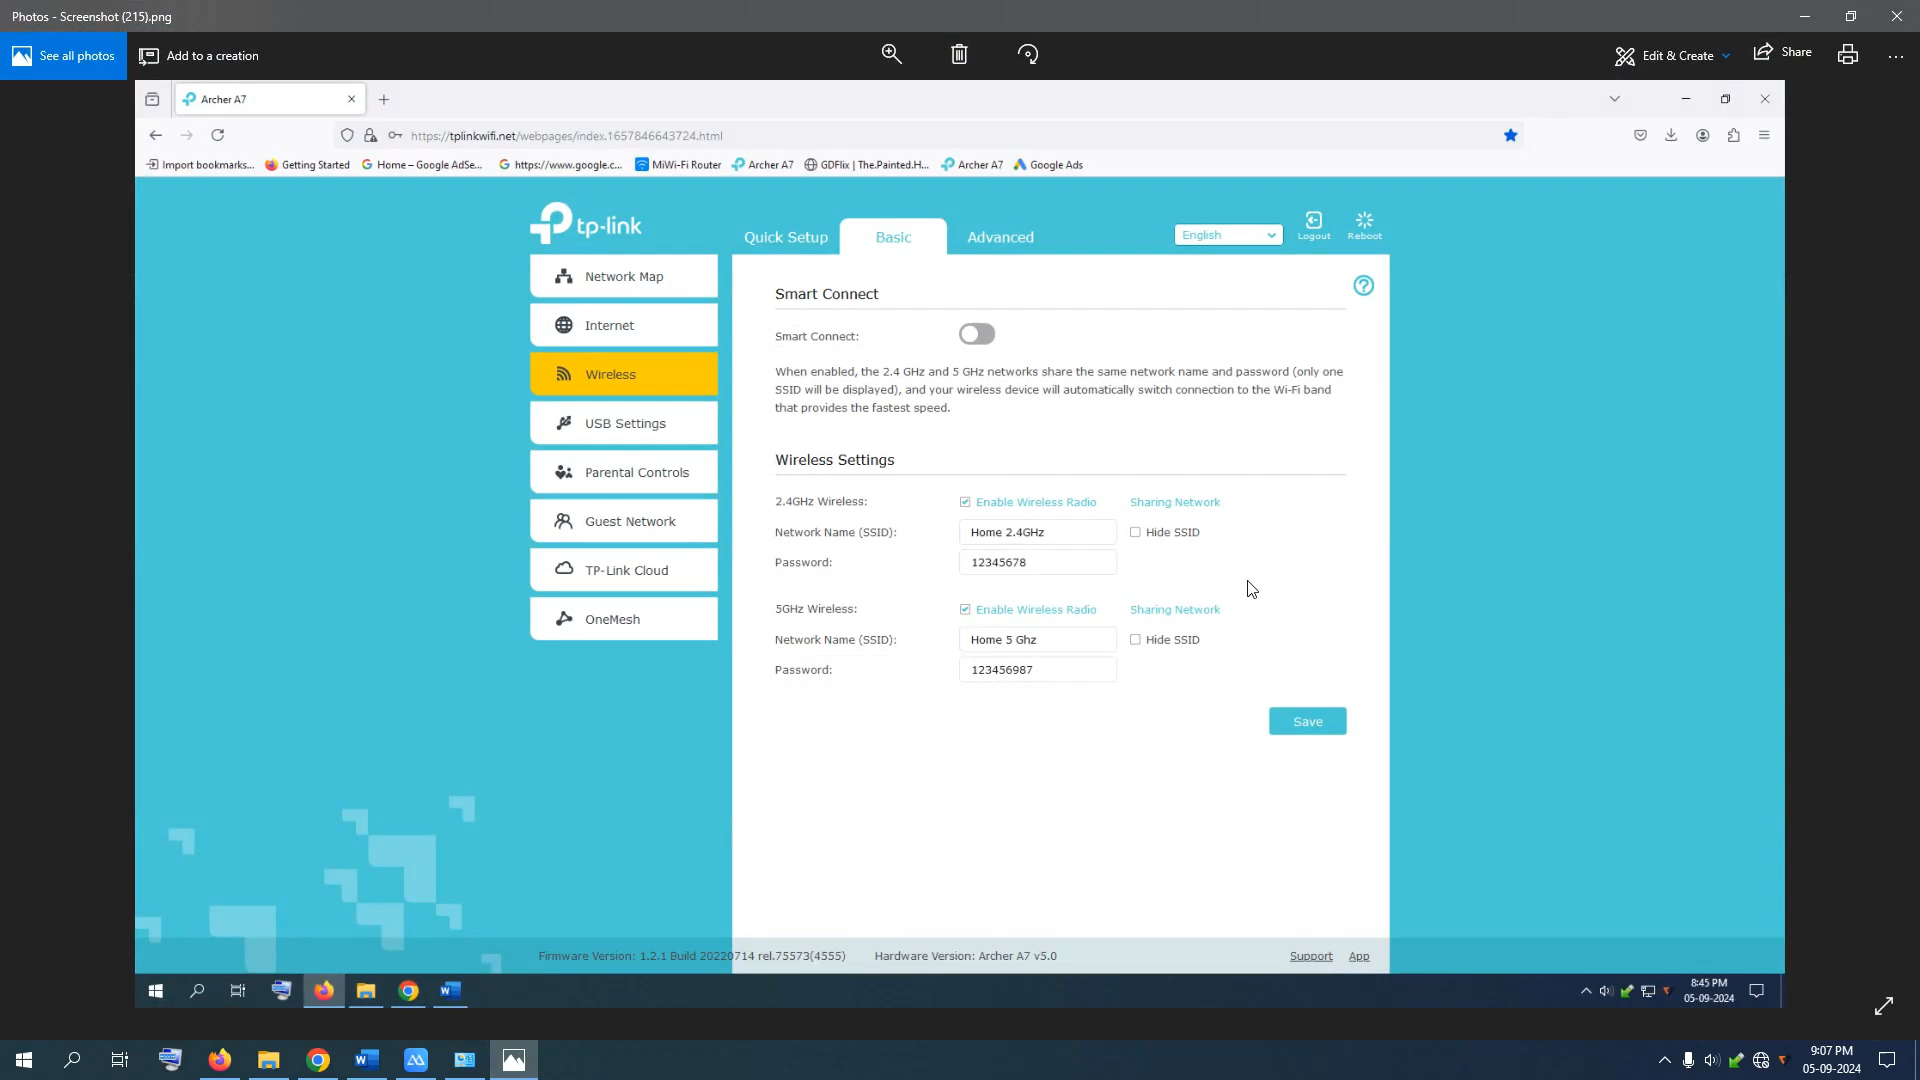 Photos - Screenshot (215).png
See all photos
Add to a creation
Edit & Create
Share
Archer A7
https://tplinkwifi.net/webpages/index.1657846643724.html
Import bookmarks...
Getting Started
Home – Google AdSe...
https://www.google.c...
MiWi-Fi Router
Archer A7
GDFlix | The.Painted.H...
Archer A7
Google Ads
tp-link
Quick Setup
Basic
Advanced
English
Logout
Reboot
Network Map
Internet
Wireless
USB Settings
Parental Controls
Guest Network
TP-Link Cloud
OneMesh
Smart Connect
Smart Connect:
When enabled, the 2.4 GHz and 5 GHz networks share the same network name and password (only one
SSID will be displayed), and your wireless device will automatically switch connection to the Wi-Fi band
that provides the fastest speed.
Wireless Settings
2.4GHz Wireless:
Enable Wireless Radio
Sharing Network
Network Name (SSID):
Home 2.4GHz
Hide SSID
Password:
12345678
5GHz Wireless:
Enable Wireless Radio
Sharing Network
Network Name (SSID):
Home 5 Ghz
Hide SSID
Password:
123456987
Save
Firmware Version: 1.2.1 Build 20220714 rel.75573(4555)
Hardware Version: Archer A7 v5.0
Support
App
8:45 PM
05-09-2024
9:07 PM
05-09-2024